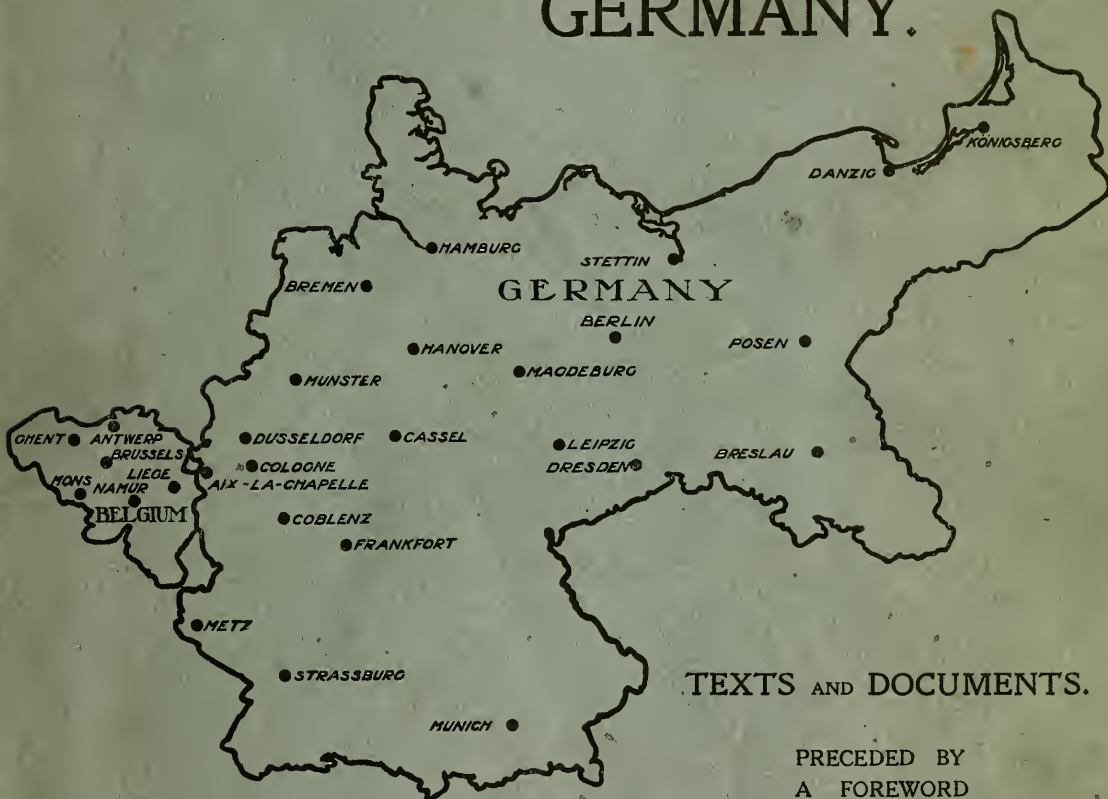 GERMANY.
KÖNIGSBERG
DANZIG
HAMBURG
STETTIN
BREMEN
GERMANY
BERLIN
HANOVER
POSEN
MAGDEBURG
MUNSTER
GHENT
ANTWERP
DUSSELDORF
CASSEL
LEIPZIG
BRUSSELS
BRESLAU
COLOGNE
DRESDEN
LIEGE
AIX-LA-CHAPELLE
MONS
NAMUR
BELGIUM
COBLENZ
FRANKFORT
METZ
STRASSBURG
TEXTS AND DOCUMENTS.
MUNICH
PRECEDED BY
A FOREWORD